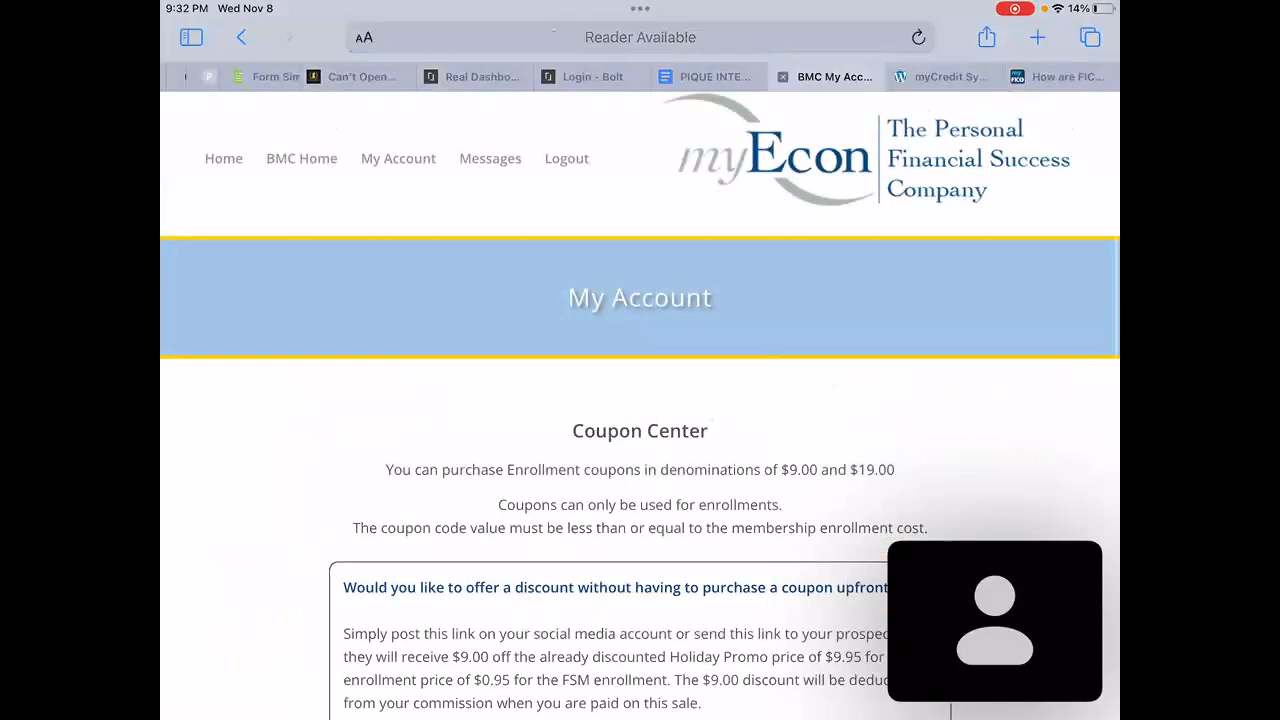 9:32 PM Wed Nov 8
14%
AA
Reader Available
Form Sim
Can't Open...
Real Dashbo...
Login - Bolt
PIQUE INTE...
BMC My Acc...
myCredit Sy...
How are FIC...
Home BMC Home My Account Messages Logout
myEcon
The Personal
Financial Success
Company
My Account
Coupon Center
You can purchase Enrollment coupons in denominations of $9.00 and $19.00
Coupons can only be used for enrollments.
The coupon code value must be less than or equal to the membership enrollment cost.
Would you like to offer a discount without having to purchase a coupon upfront
Simply post this link on your social media account or send this link to your prospec
they will receive $9.00 off the already discounted Holiday Promo price of $9.95 for
enrollment price of $0.95 for the FSM enrollment. The $9.00 discount will be dedu
from your commission when you are paid on this sale.